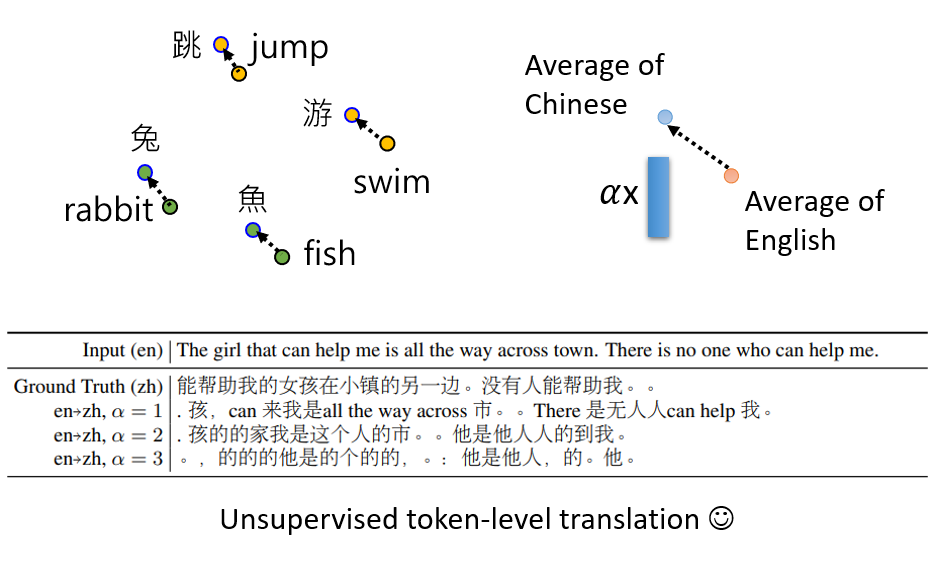 跳 jump
游
swim
兔
rabbit
魚
fish
Average of
Chinese
αx
Average of
English
Input (en) The girl that can help me is all the way across town. There is no one who can help me.
Ground Truth (zh) 能帮助我的女孩在小镇的另一边。没有人能帮助我。。
en→zh, α = 1 . 孩，can 来我是all the way across 市。。There 是无人人can help 我。
en→zh, α = 2 . 孩的的家我是这个人的市。。他是他人人的到我。
en→zh, α = 3 。，的的的他是的个的的，。：他是他人，的。他。
Unsupervised token-level translation ☺